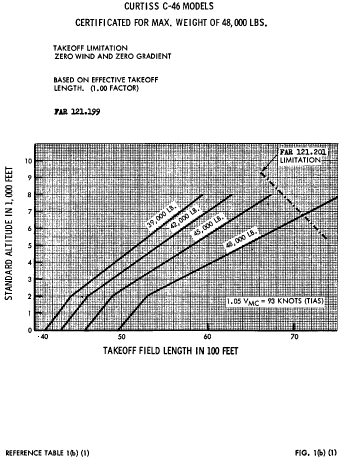 CURTISS C-46 MODELS
CERTIFICATED FOR MAX. WEIGHT OF 48,000 LBS.
TAKEOFF LIMITATION
ZERO WIND AND ZERO GRADIENT
BASED ON EFFECTIVE TAKEOFF
LENGTH. (1.00 FACTOR)
FAR 121.199
FAR 121.201
LIMITATION
10
9
8
7
6
5
4
3
2
1
0
STANDARD ALTITUDE IN 1,000 FEET
39,000 LB.
42,000 LB.
45,000 LB.
48,000 LB.
1.05 VMC = 93 KNOTS (TIAS)
40
50
60
70
TAKEOFF FIELD LENGTH IN 100 FEET
REFERENCE TABLE 1(b) (1)
FIG. 1(b) (1)